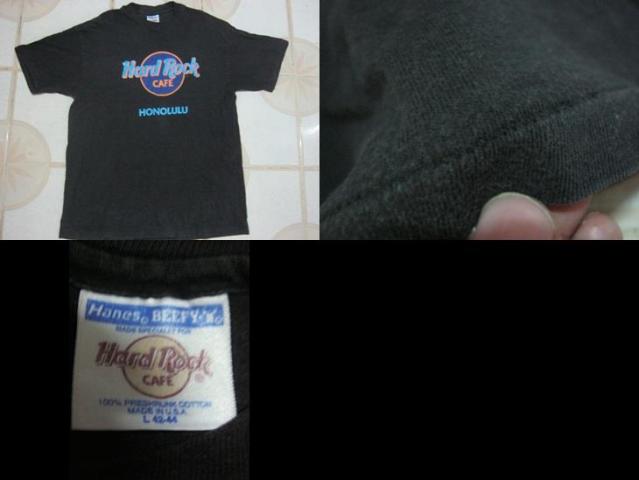 Hard Rock
CAFE
HONOLULU
Hanes BEEFY-T
MADE SPECIALLY FOR
Hard Rock
CAFE
100% PRESHRUNK COTTON
MADE IN U.S.A
L 42-44